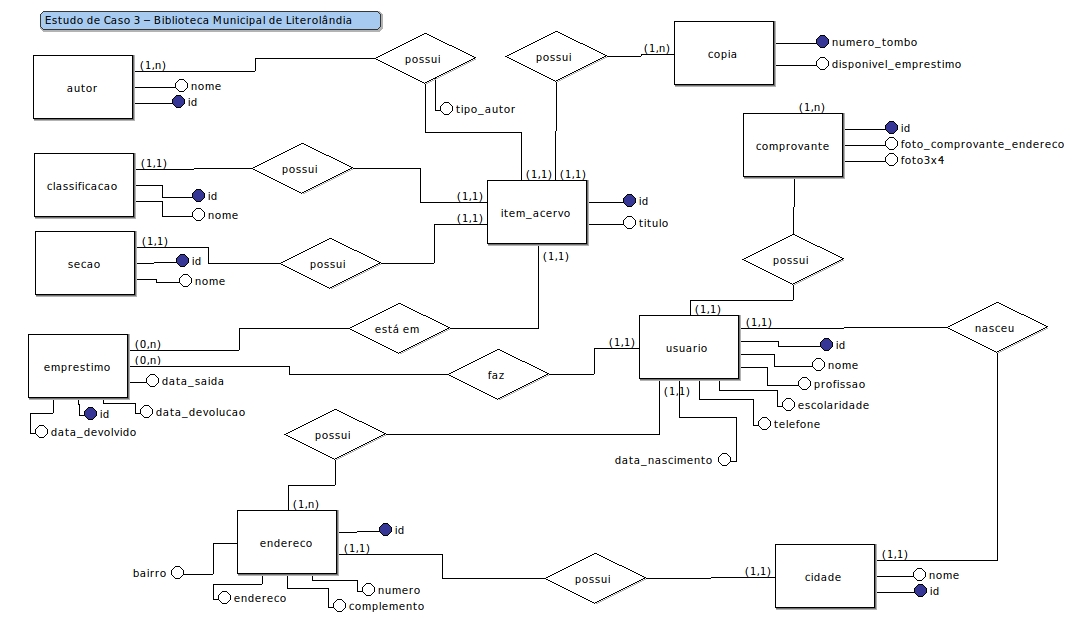 Estudo de Caso 3 – Biblioteca Municipal de Literolândia
autor
(1,n)
nome
id
possui
tipo_autor
possui
(1,n)
copia
numero_tombo
disponivel_emprestimo
(1,n)
comprovante
id
foto_comprovante_endereco
foto3x4
classificacao
(1,1)
id
nome
possui
(1,1)
(1,1)
(1,1)
(1,1)
item_acervo
id
titulo
(1,1)
secao
(1,1)
id
nome
possui
possui
emprestimo
(0,n)
(0,n)
data_saida
id
data_devolucao
data_devolvido
está em
faz
(1,1)
(1,1)
usuario
(1,1)
id
nome
profissao
escolaridade
telefone
(1,1)
data_nascimento
nasceu
possui
(1,n)
endereco
id
(1,1)
bairro
endereco
numero
complemento
possui
(1,1)
cidade
(1,1)
nome
id